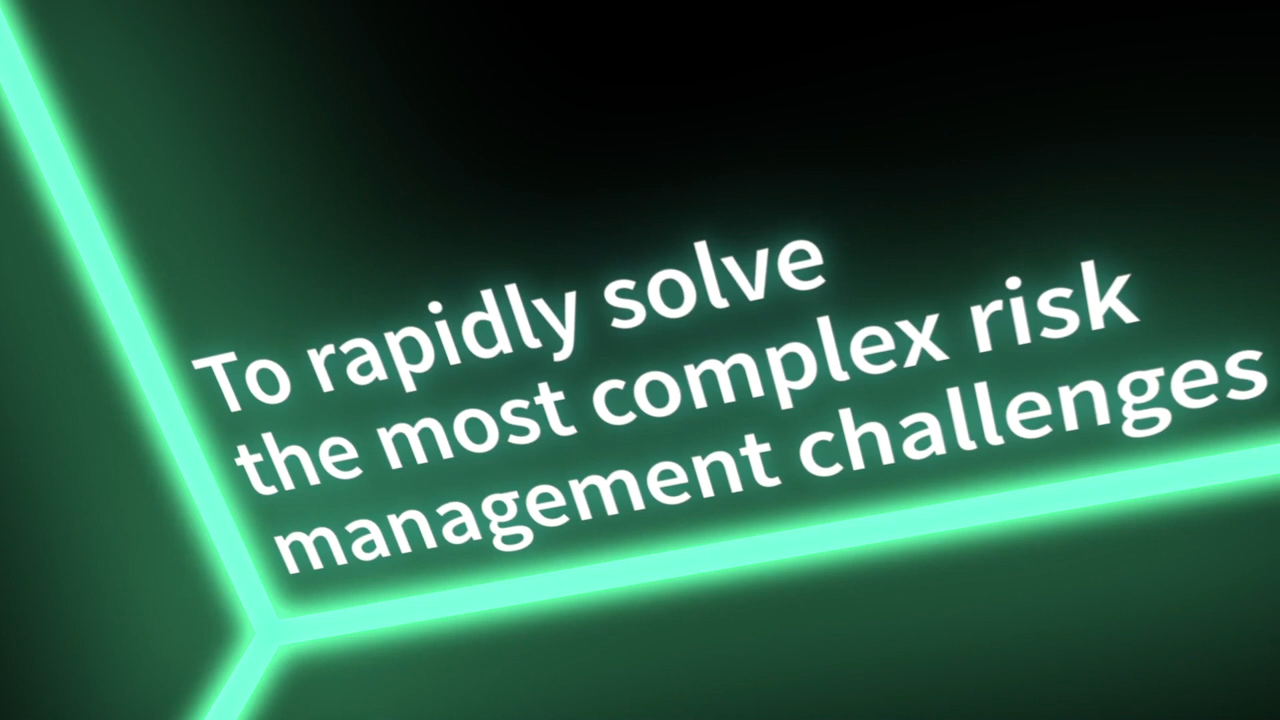 To rapidly solve
the most complex risk
management challenges